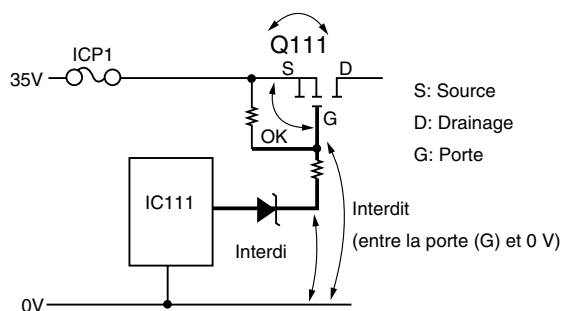 Q111
ICP1
S
D
35V
S: Source
G
D: Drainage
OK
G: Porte
IC111
Interdit
Interdi
(entre la porte (G) et 0 V)
0V